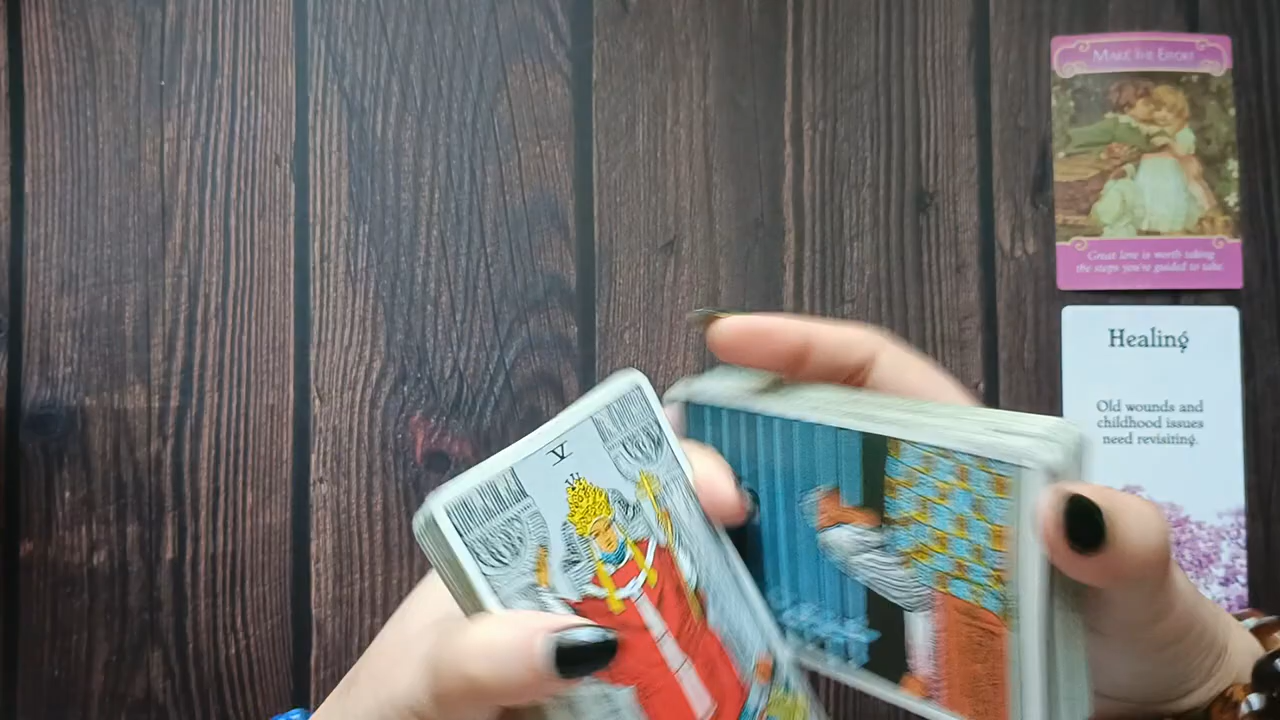 MAKE THE EFFORT
Great love is worth taking
the steps you're guided to take.
Healing
Old wounds and
childhood issues
need revisiting.
V